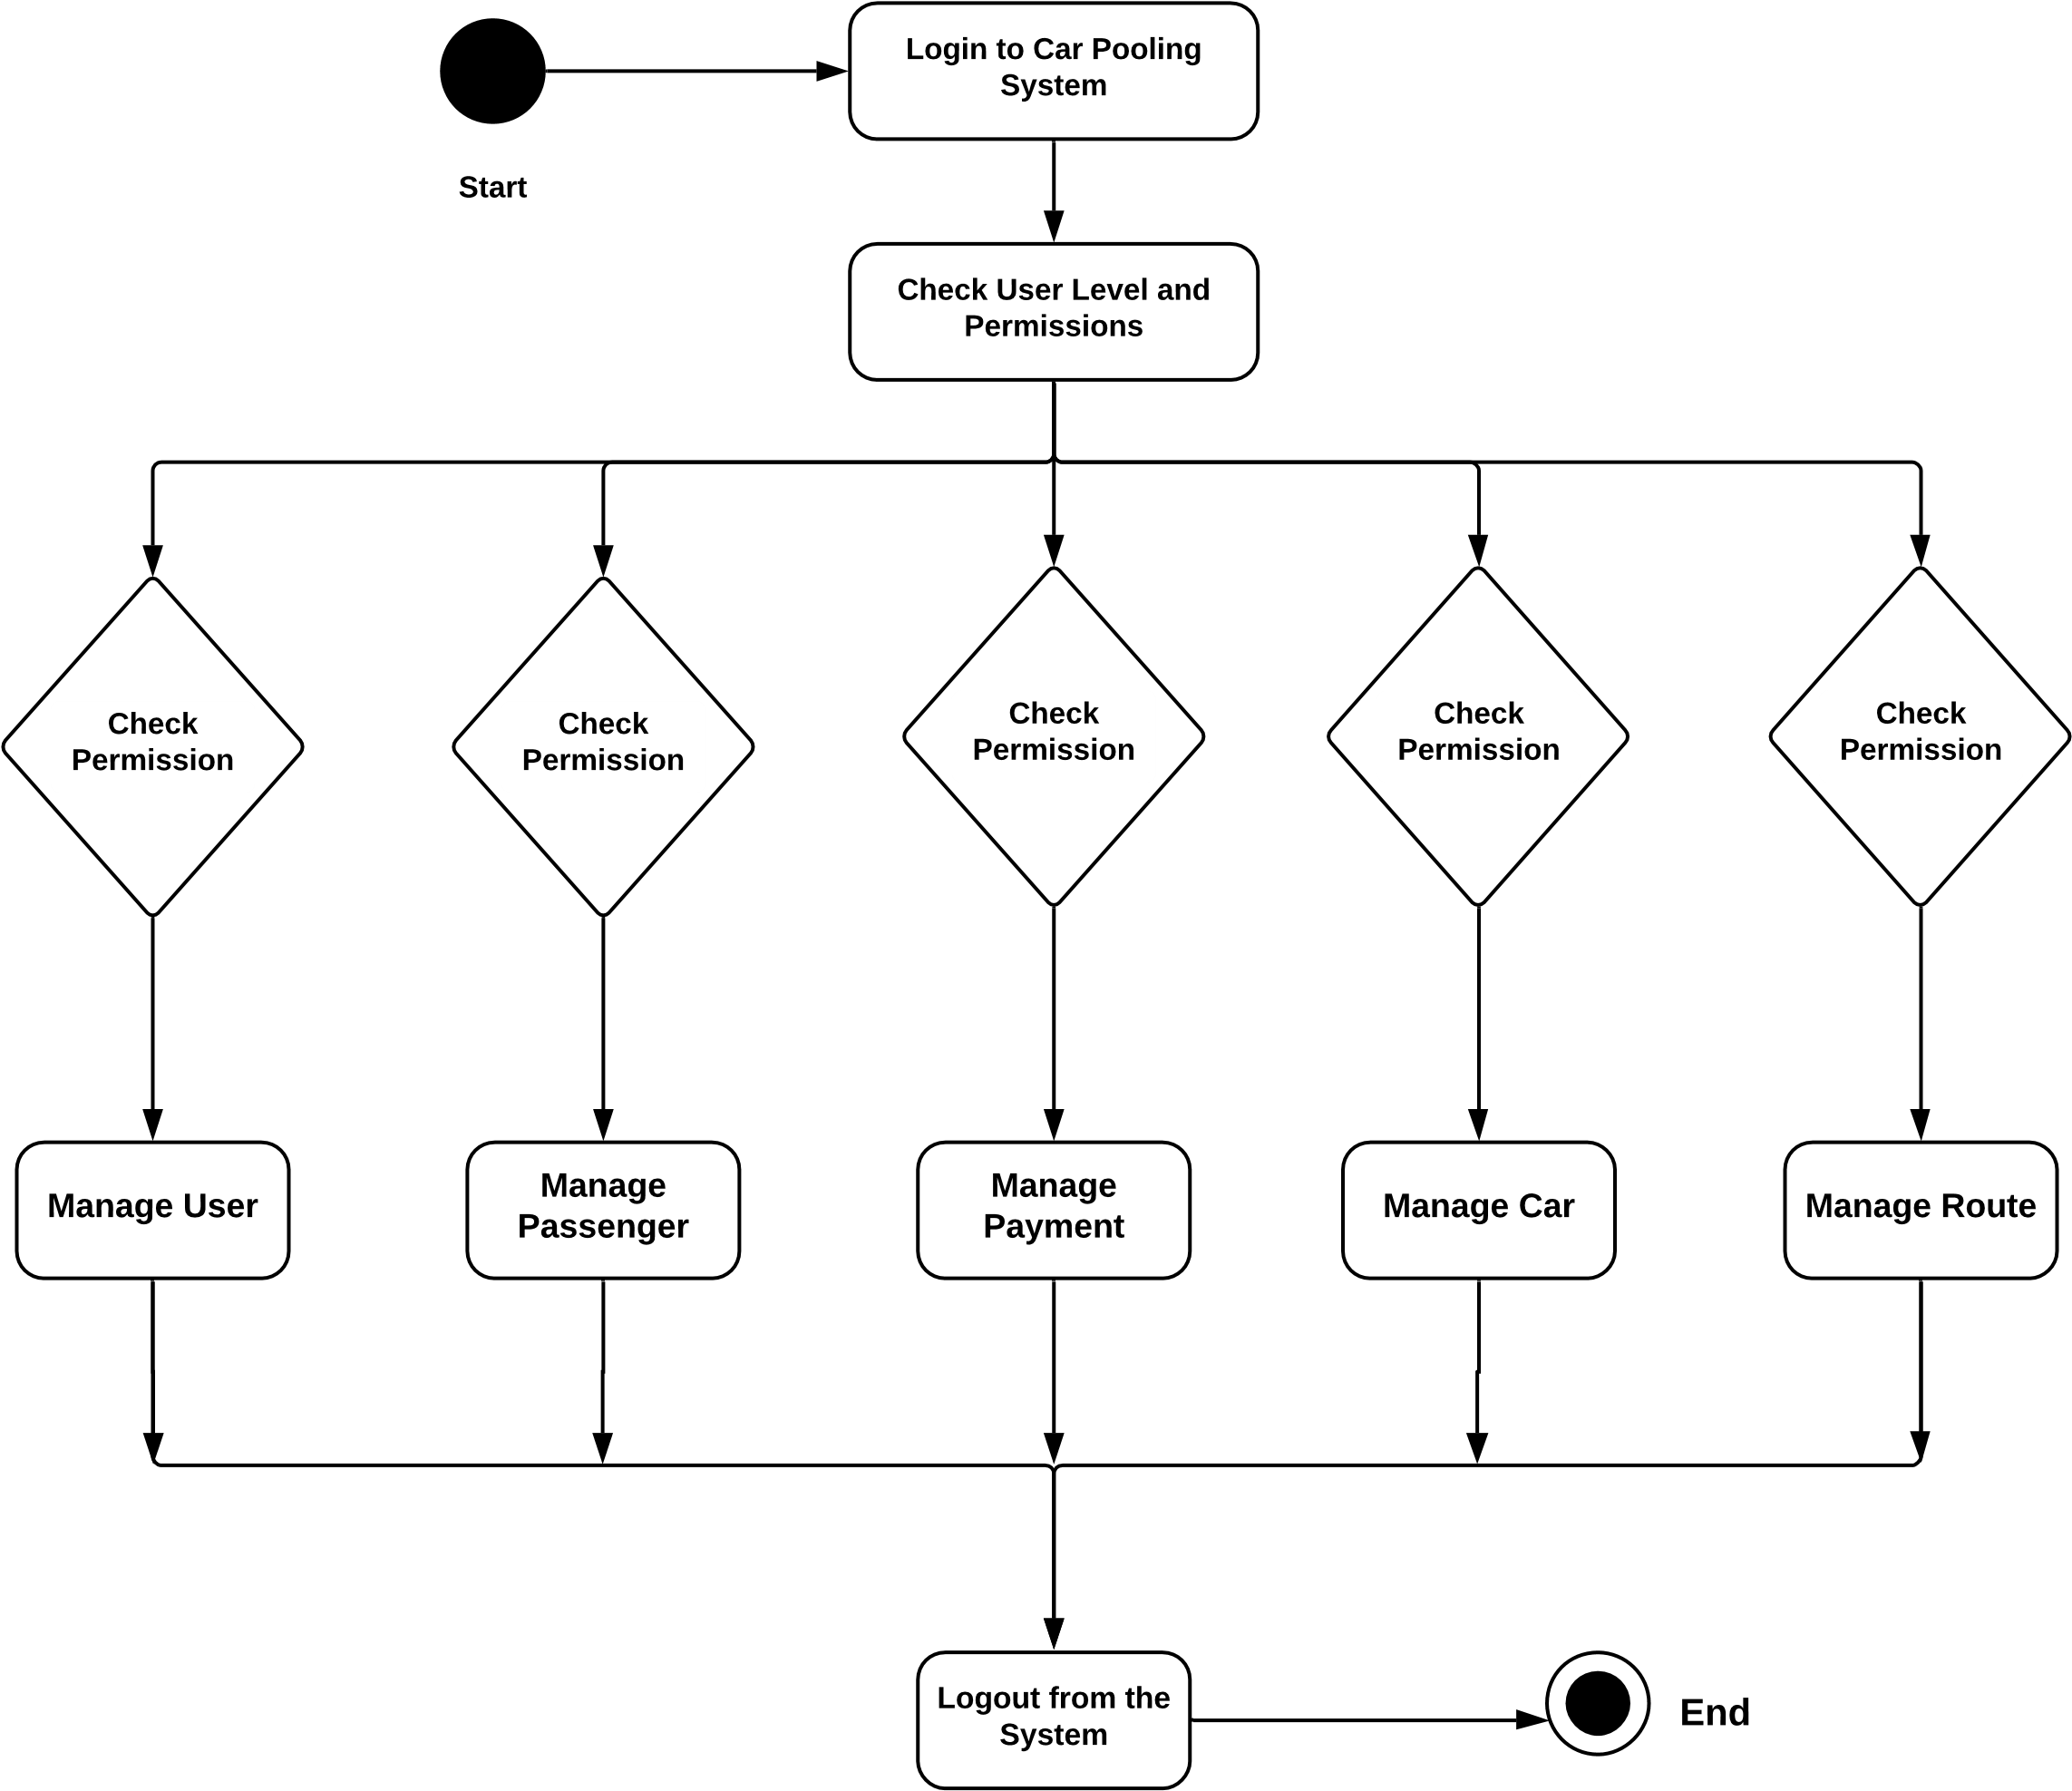 Login to Car Pooling
System
Start
Check User Level and
Permissions
Check
Permission
Check
Permission
Check
Permission
Check
Permission
Check
Permission
Manage User
Manage
Passenger
Manage
Payment
Manage Car
Manage Route
Logout from the
System
End